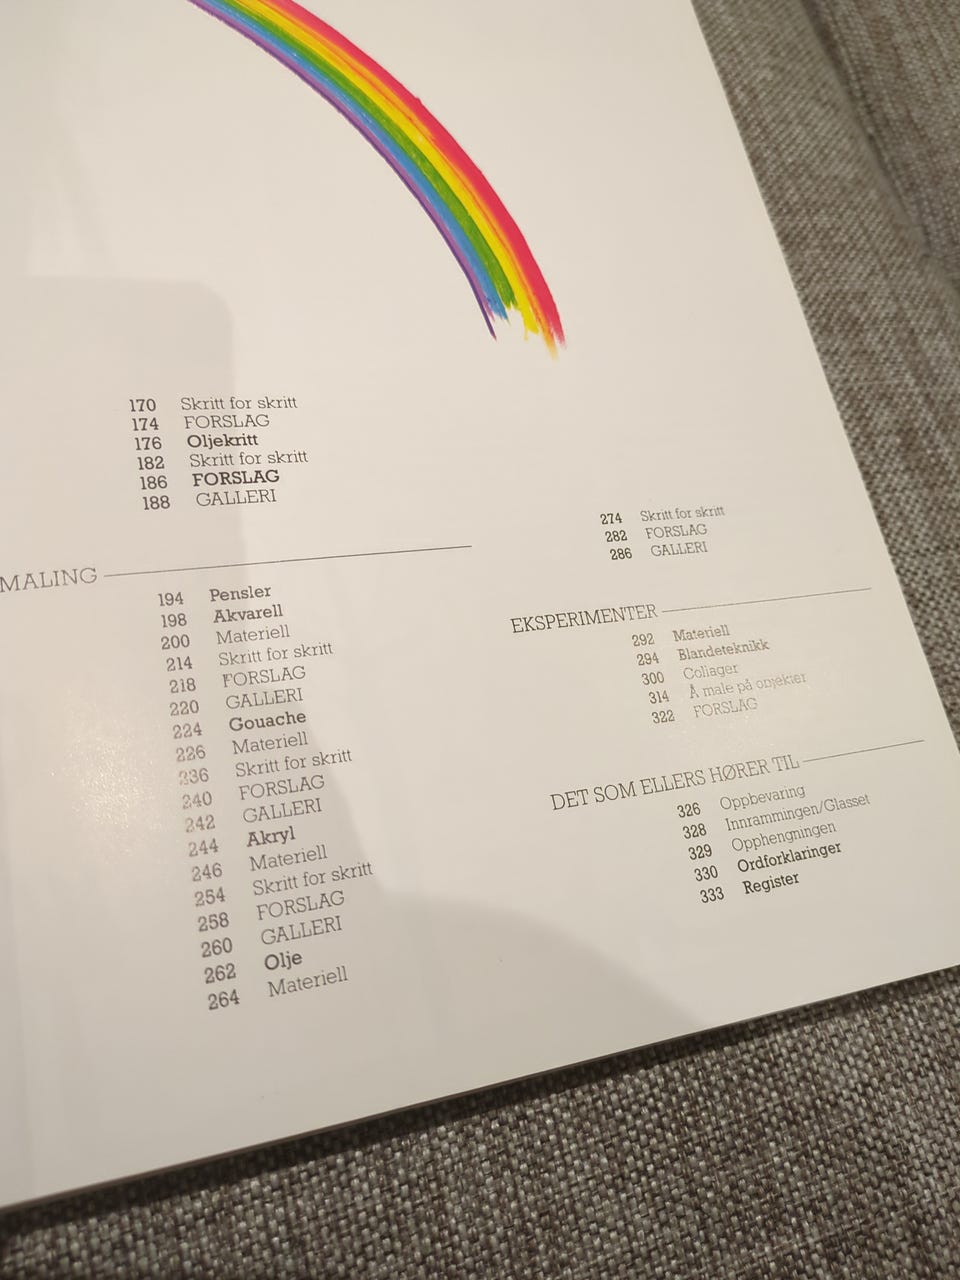 170 Skritt for skritt
174 FORSLAG
176 Oljekritt
182 Skritt for skritt
186 FORSLAG
188 GALLERI
MALING
194 Pensler
198 Akvarell
200 Materiell
214 Skritt for skritt
218 FORSLAG
220 GALLERI
224 Gouache
226 Materiell
236 Skritt for skritt
240 FORSLAG
242 GALLERI
244 Akryl
246 Materiell
254 Skritt for skritt
258 FORSLAG
260 GALLERI
262 Olje
264 Materiell
274 Skritt for skritt
282 FORSLAG
286 GALLERI
EKSPERIMENTER
292 Materiell
294 Blandeteknikk
300 Collager
314 Å male på objekter
322 FORSLAG
DET SOM ELLERS HØRER TIL
326 Oppbevaring
328 Innrammingen/Glasset
329 Opphengningen
330 Ordforklaringer
333 Register